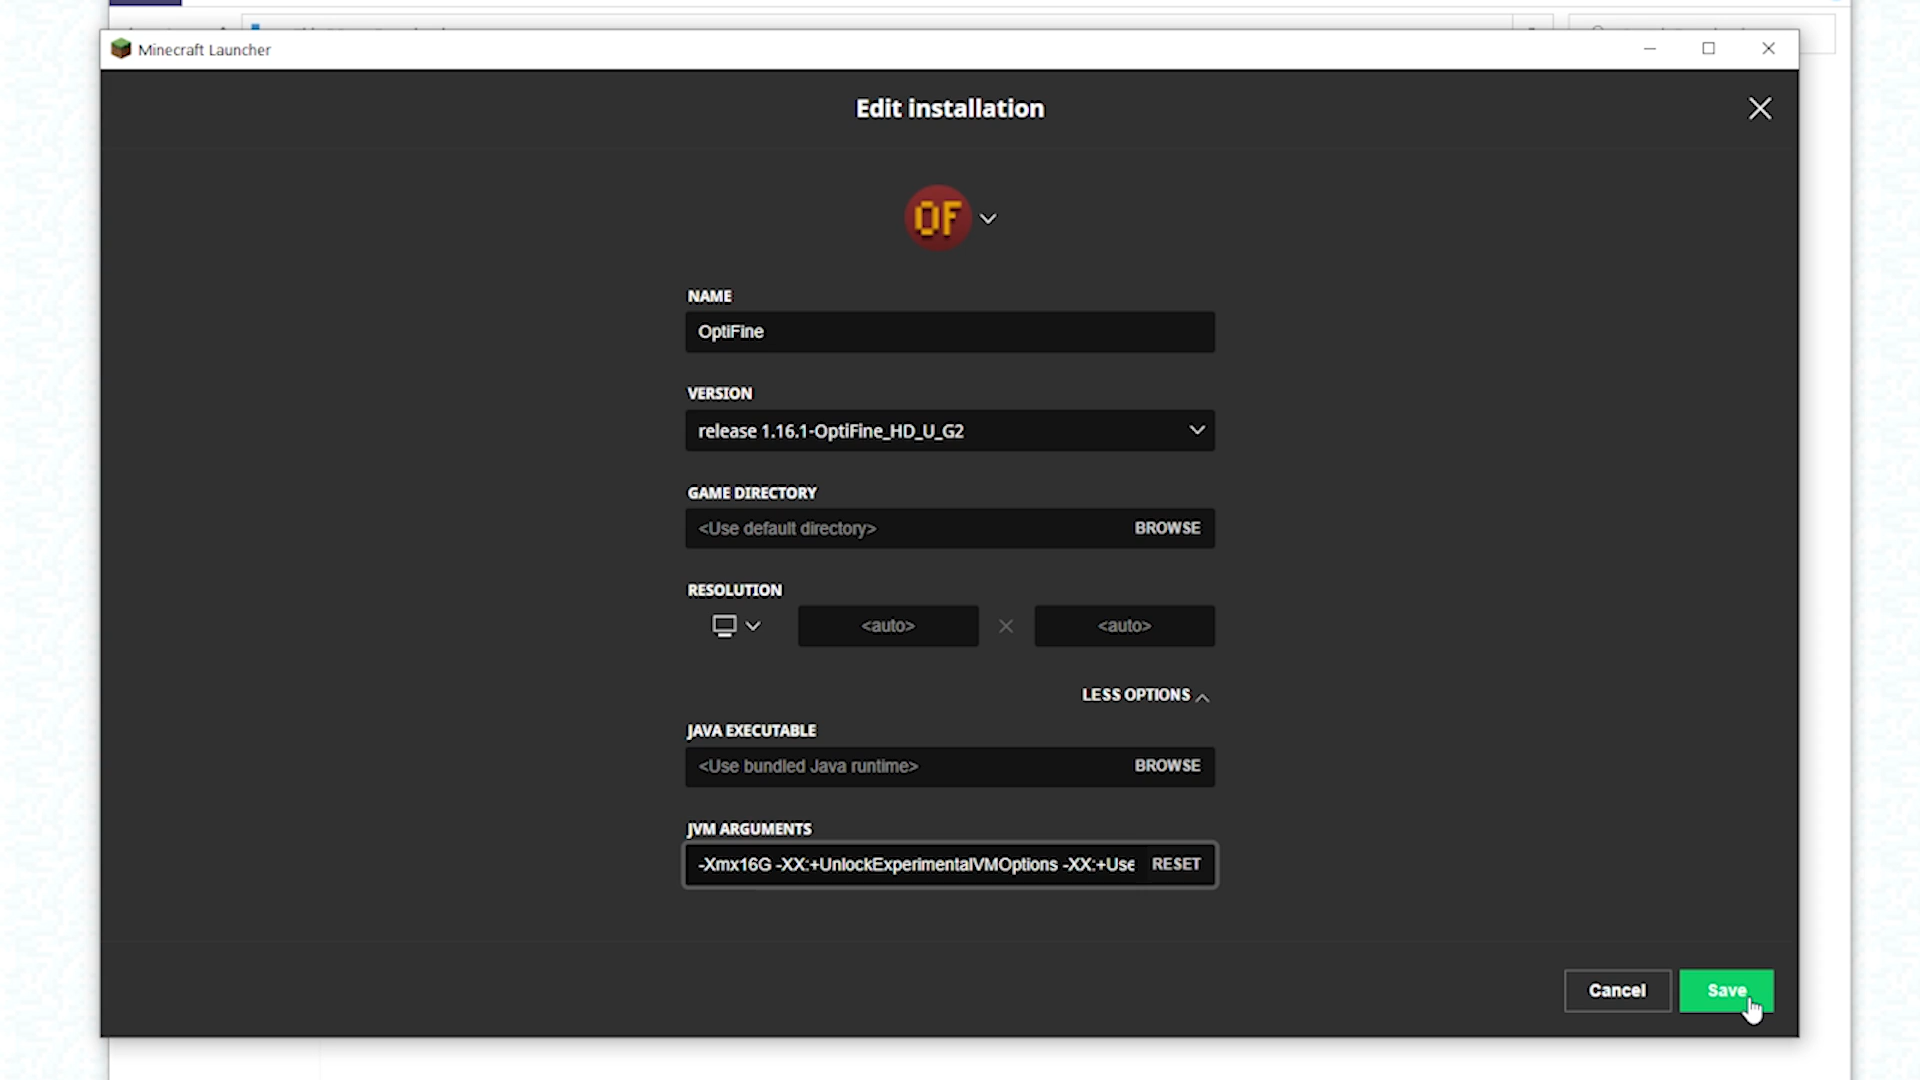 Minecraft Launcher
Edit installation
OF
NAME
OptiFine
VERSION
release 1.16.1-OptiFine_HD_U_G2
GAME DIRECTORY
<Use default directory> BROWSE
RESOLUTION
<auto> <auto>
LESS OPTIONS
JAVA EXECUTABLE
<Use bundled Java runtime> BROWSE
JVM ARGUMENTS
-Xmx16G -XX:+UnlockExperimentalVMOptions -XX:+Use RESET
Cancel Save